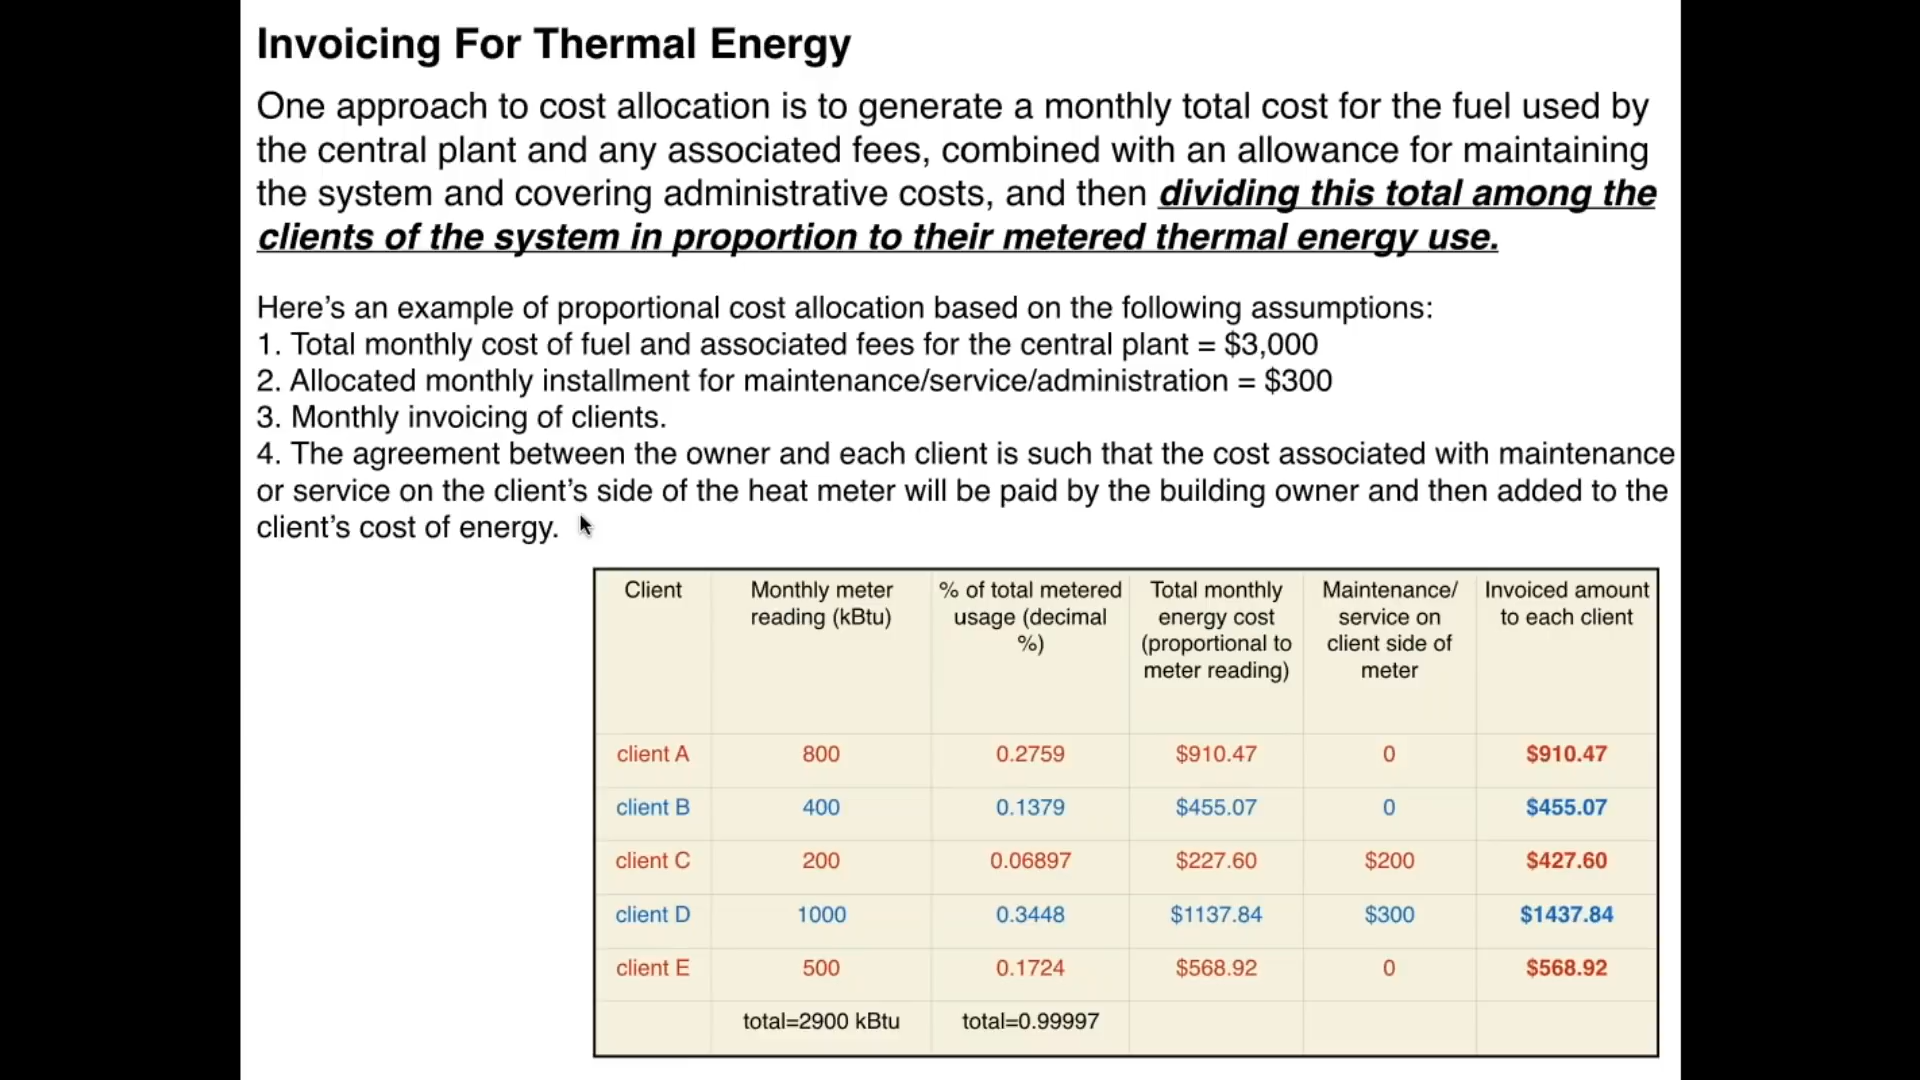 Invoicing For Thermal Energy
One approach to cost allocation is to generate a monthly total cost for the fuel used by
the central plant and any associated fees, combined with an allowance for maintaining
the system and covering administrative costs, and then dividing this total among the
clients of the system in proportion to their metered thermal energy use.
Here’s an example of proportional cost allocation based on the following assumptions:
1. Total monthly cost of fuel and associated fees for the central plant = $3,000
2. Allocated monthly installment for maintenance/service/administration = $300
3. Monthly invoicing of clients.
4. The agreement between the owner and each client is such that the cost associated with maintenance
or service on the client’s side of the heat meter will be paid by the building owner and then added to the
client’s cost of energy.
Client Monthly meter % of total metered Total monthly Maintenance/ Invoiced amount
reading (kBtu) usage (decimal energy cost service on to each client
%) (proportional to client side of
meter reading) meter
client A 800 0.2759 $910.47 0 $910.47
client B 400 0.1379 $455.07 0 $455.07
client C 200 0.06897 $227.60 $200 $427.60
client D 1000 0.3448 $1137.84 $300 $1437.84
client E 500 0.1724 $568.92 0 $568.92
total=2900 kBtu total=0.99997